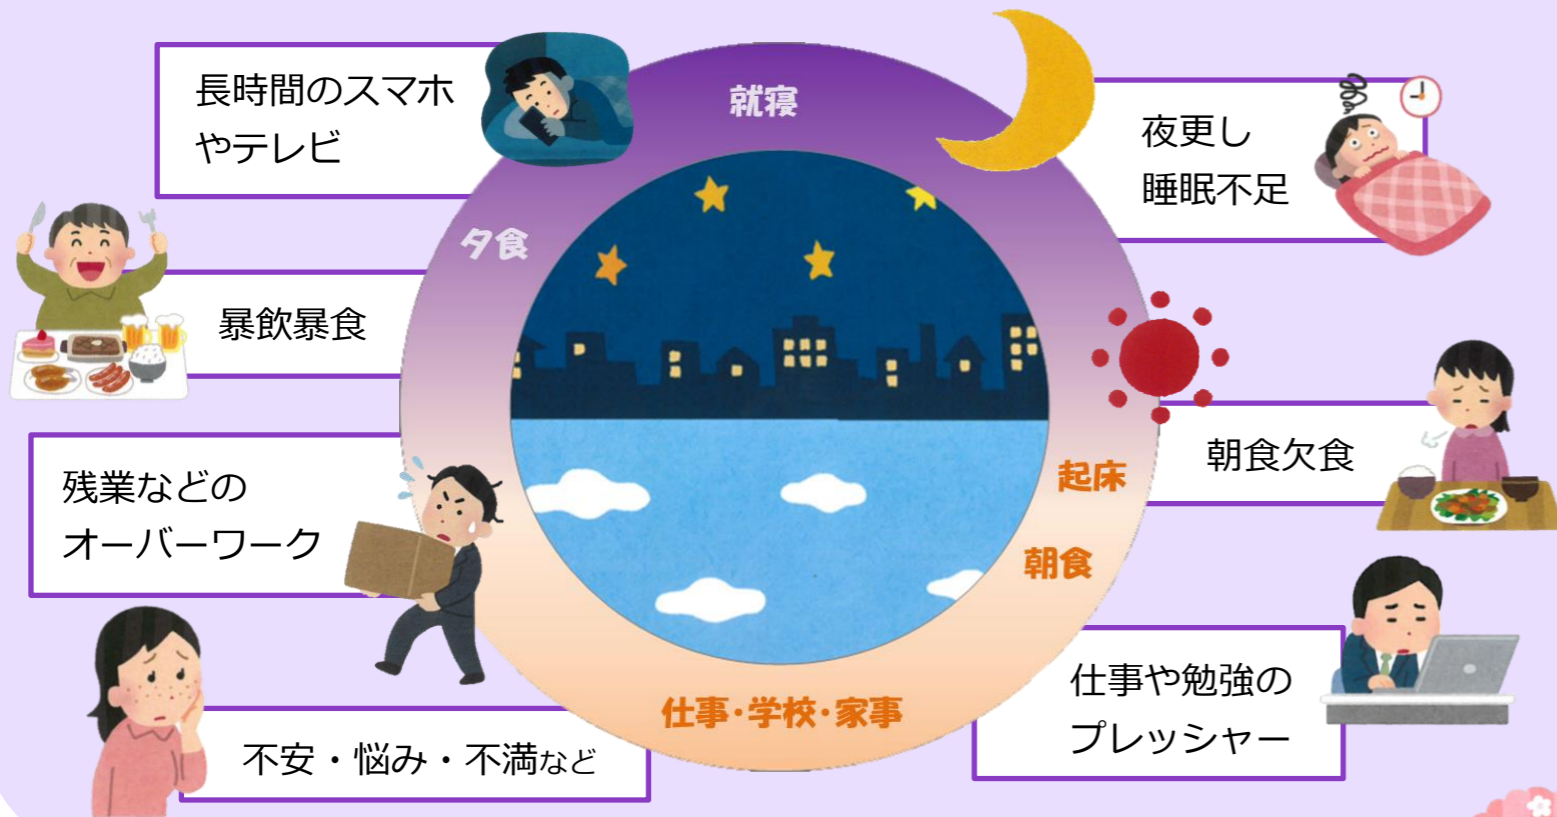 長時間のスマホ
やテレビ
就寝
夜更し
睡眠不足
夕食
暴飲暴食
起床
朝食欠食
残業などの
オーバーワーク
朝食
仕事・学校・家事
仕事や勉強の
プレッシャー
不安・悩み・不満など